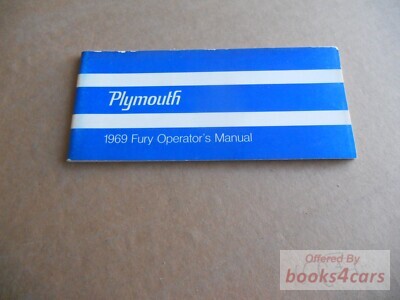 Plymouth
1969 Fury Operator's Manual
Offered By
books4cars